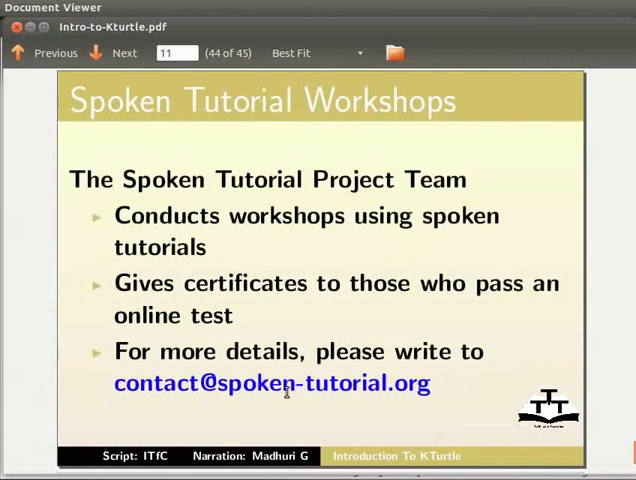 Document Viewer
Intro-to-Kturtle.pdf
Previous Next 11 (44 of 45) Best Fit
Spoken Tutorial Workshops
The Spoken Tutorial Project Team
Conducts workshops using spoken
tutorials
Gives certificates to those who pass an
online test
For more details, please write to
contact@spoken-tutorial.org
Script: ITfC Narration: Madhuri G Introduction To KTurtle